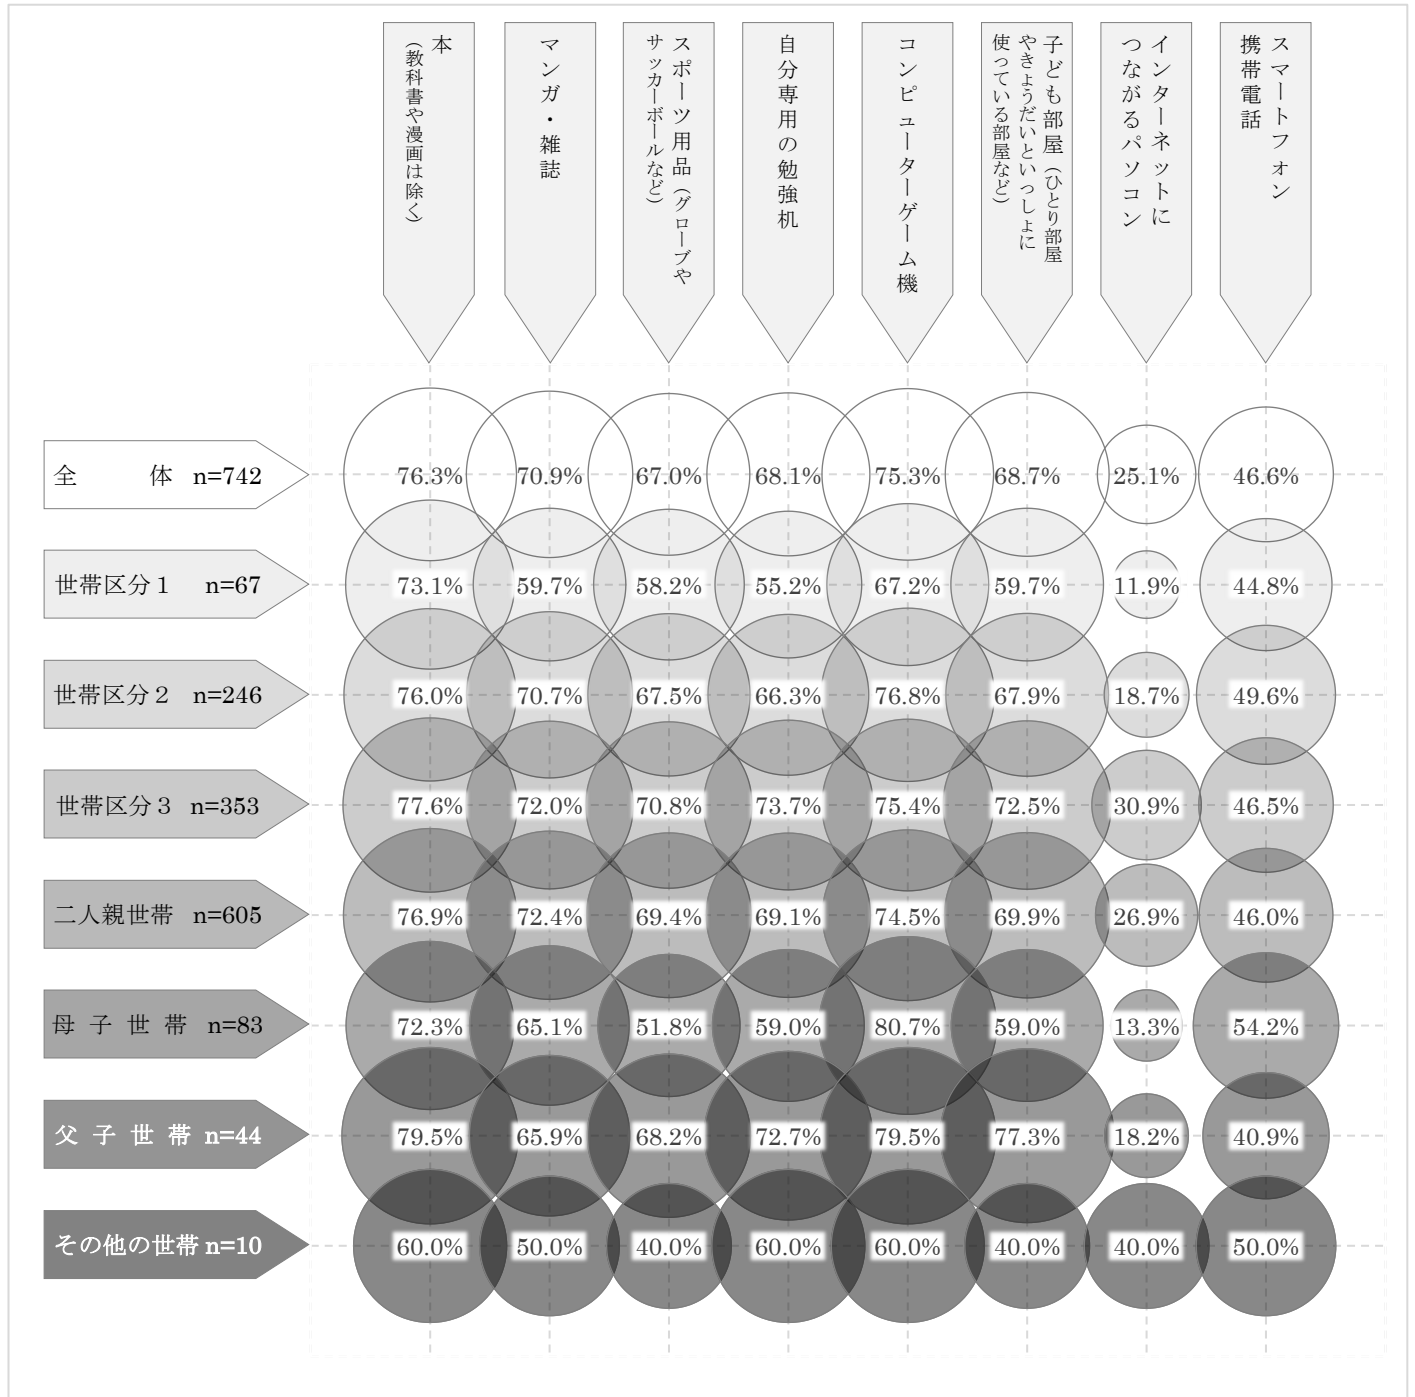 本
（教科書や漫画は除く）
マンガ・雑誌
スポーツ用品（グローブや
サッカーボールなど）
自分専用の勉強机
コンピューターゲーム機
子ども部屋（ひとり部屋
やきょうだいといっしょに
使っている部屋など）
インターネットに
つながるパソコン
スマートフォン
携帯電話
全 体 n=742 76.3% 70.9% 67.0% 68.1% 75.3% 68.7% 25.1% 46.6%
世帯区分１ n=67 73.1% 59.7% 58.2% 55.2% 67.2% 59.7% 11.9% 44.8%
世帯区分２ n=246 76.0% 70.7% 67.5% 66.3% 76.8% 67.9% 18.7% 49.6%
世帯区分３ n=353 77.6% 72.0% 70.8% 73.7% 75.4% 72.5% 30.9% 46.5%
二人親世帯 n=605 76.9% 72.4% 69.4% 69.1% 74.5% 69.9% 26.9% 46.0%
母 子 世 帯 n=83 72.3% 65.1% 51.8% 59.0% 80.7% 59.0% 13.3% 54.2%
父 子 世 帯 n=44 79.5% 65.9% 68.2% 72.7% 79.5% 77.3% 18.2% 40.9%
その他の世帯 n=10 60.0% 50.0% 40.0% 60.0% 60.0% 40.0% 40.0% 50.0%